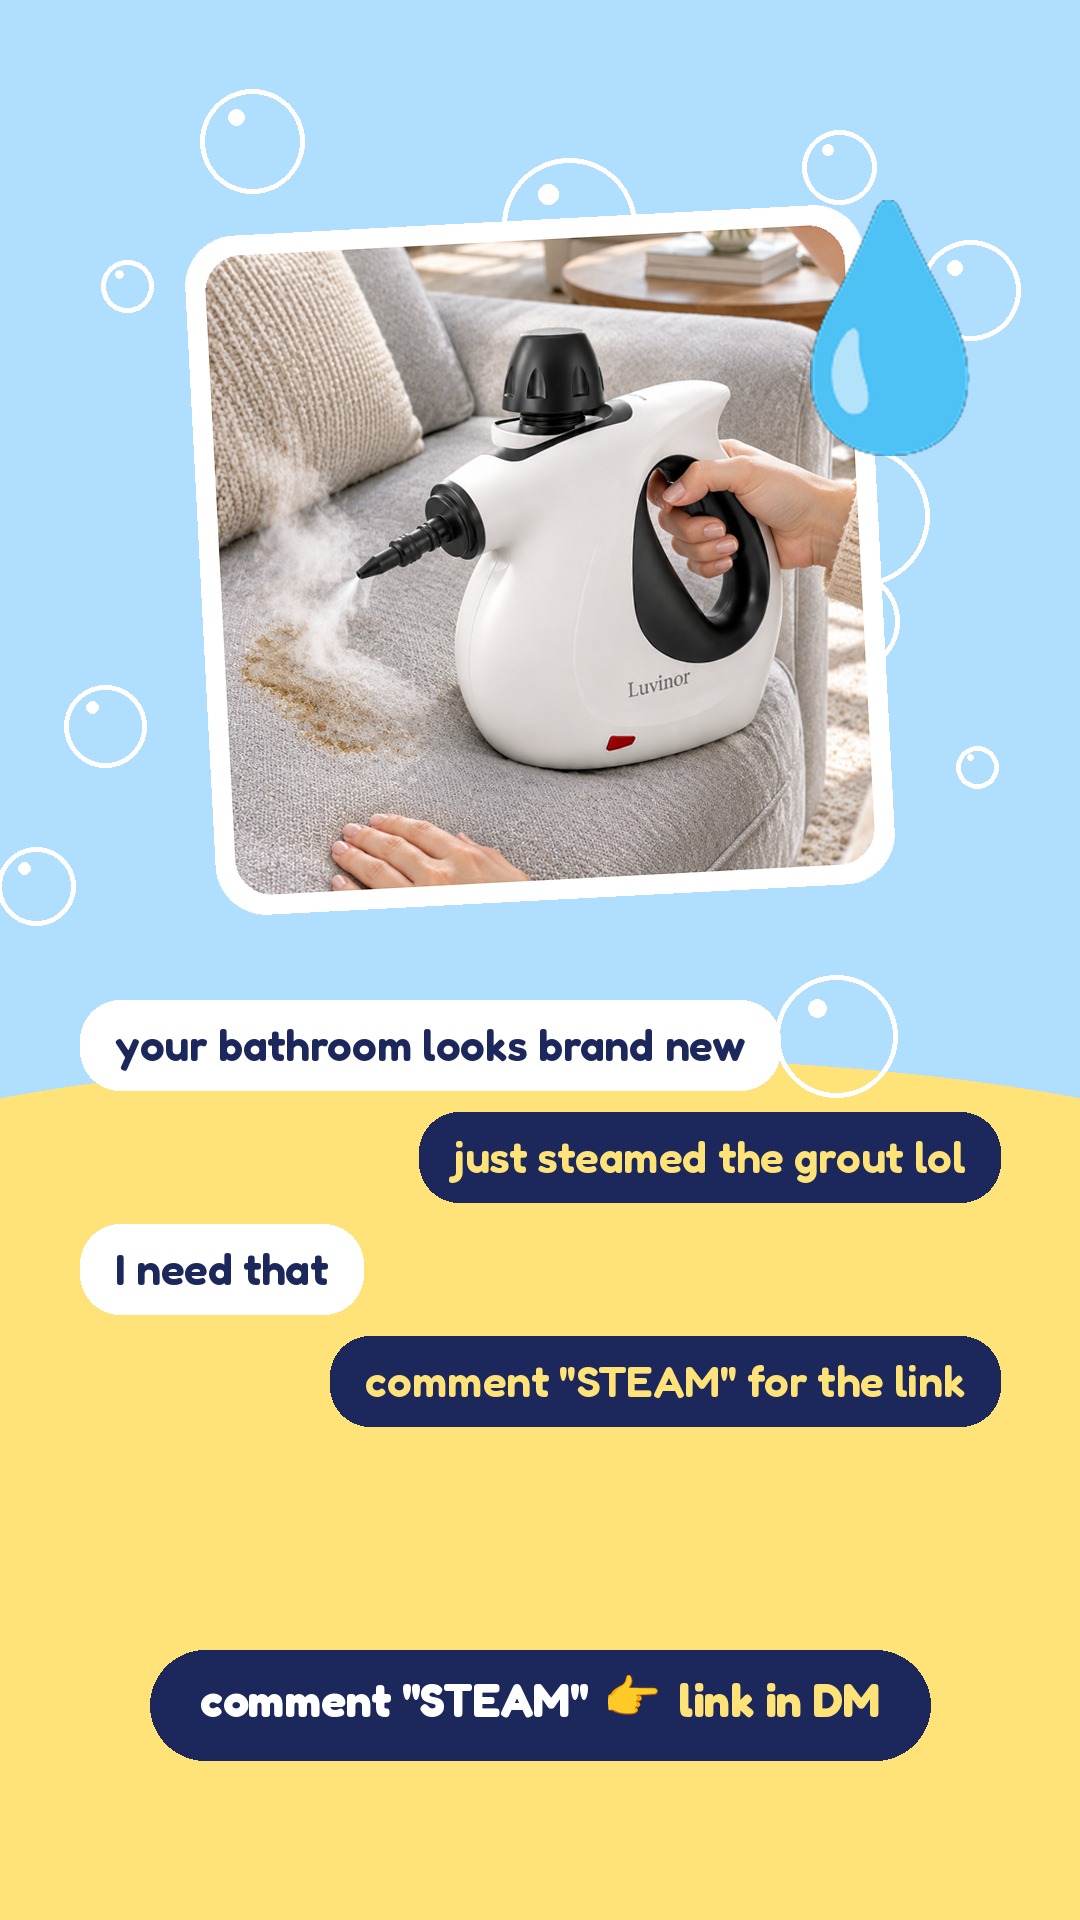 Luvinor
your bathroom looks brand new
just steamed the grout lol
I need that
comment "STEAM" for the link
comment "STEAM" 👉 link in DM